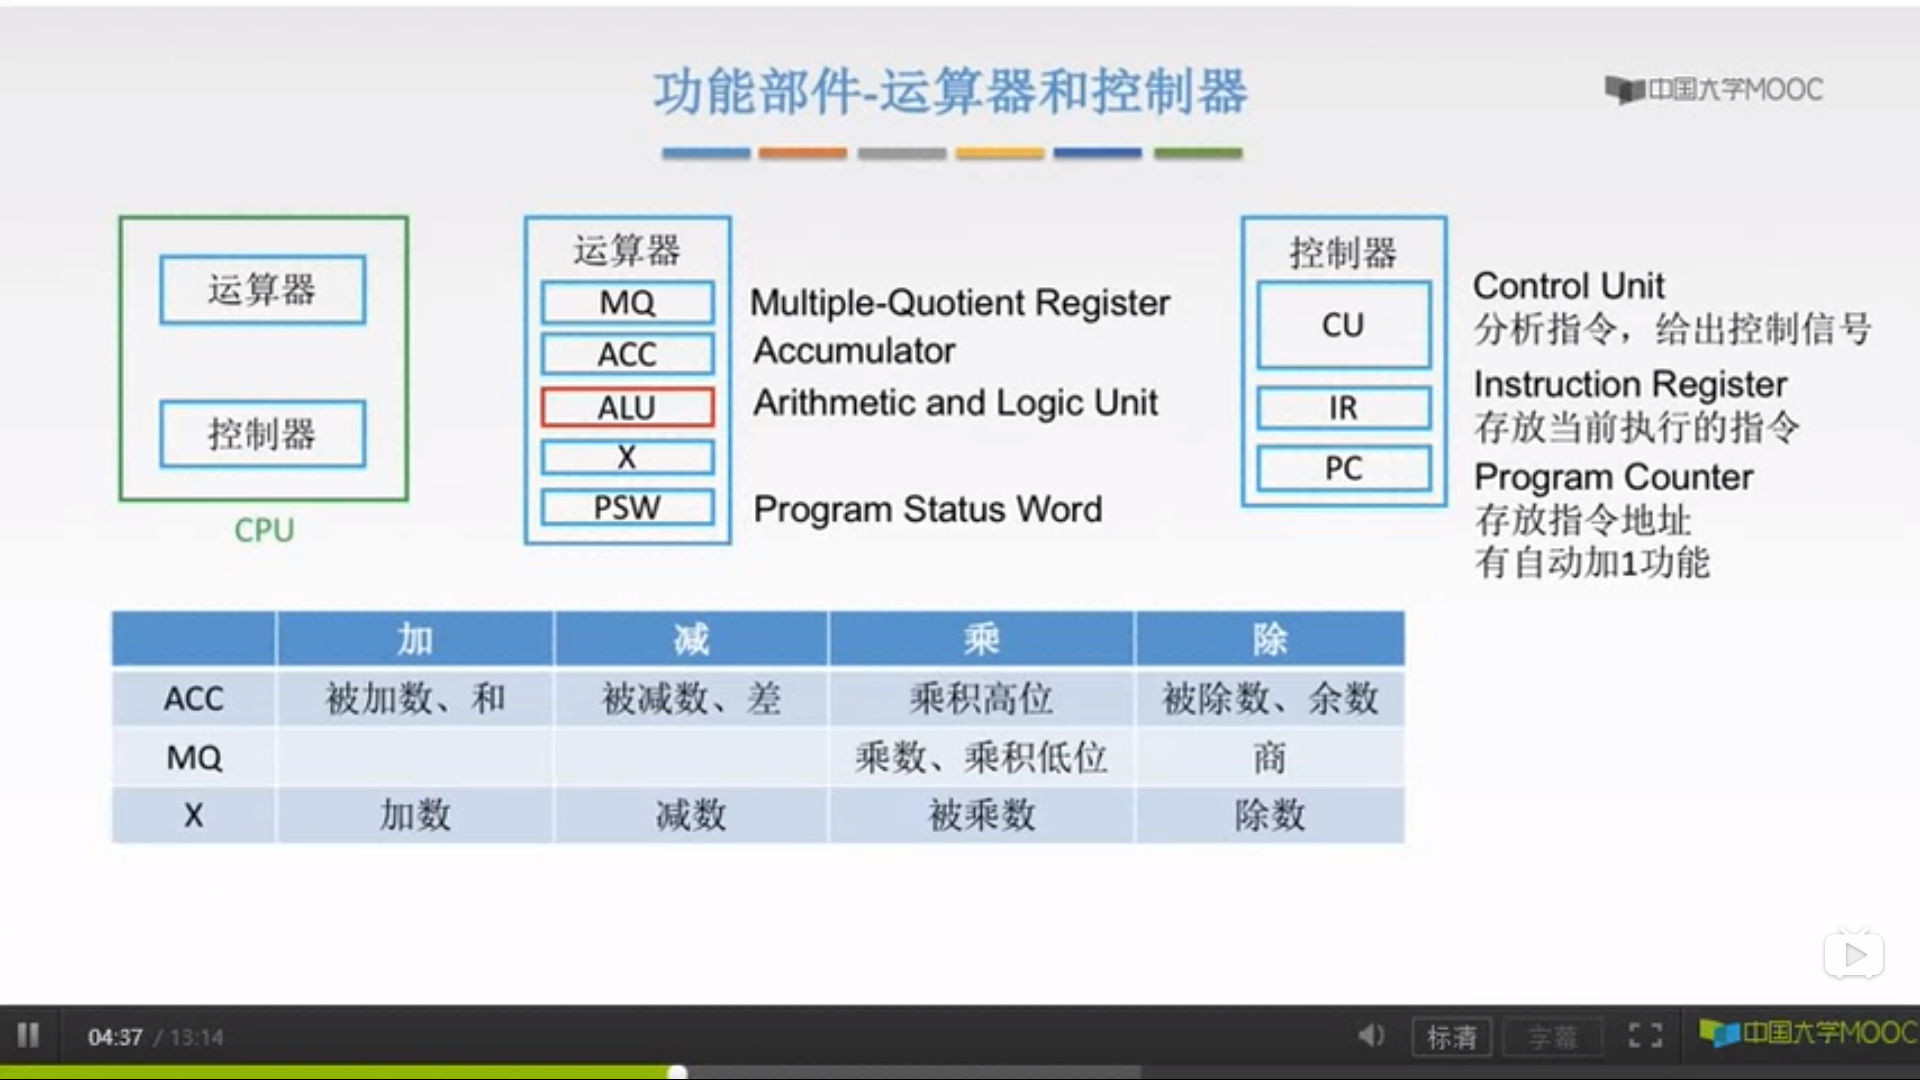 功能部件-运算器和控制器
中国大学MOOC
运算器
控制器
CPU
运算器
MQ Multiple-Quotient Register
ACC Accumulator
ALU Arithmetic and Logic Unit
X
PSW Program Status Word
控制器
CU
Control Unit
分析指令，给出控制信号
IR
Instruction Register
存放当前执行的指令
PC
Program Counter
存放指令地址
有自动加1功能
加 减 乘 除
ACC 被加数、和 被减数、差 乘积高位 被除数、余数
MQ 乘数、乘积低位 商
X 加数 减数 被乘数 除数
04:37 / 13:14
标清 字幕 中国大学MOOC